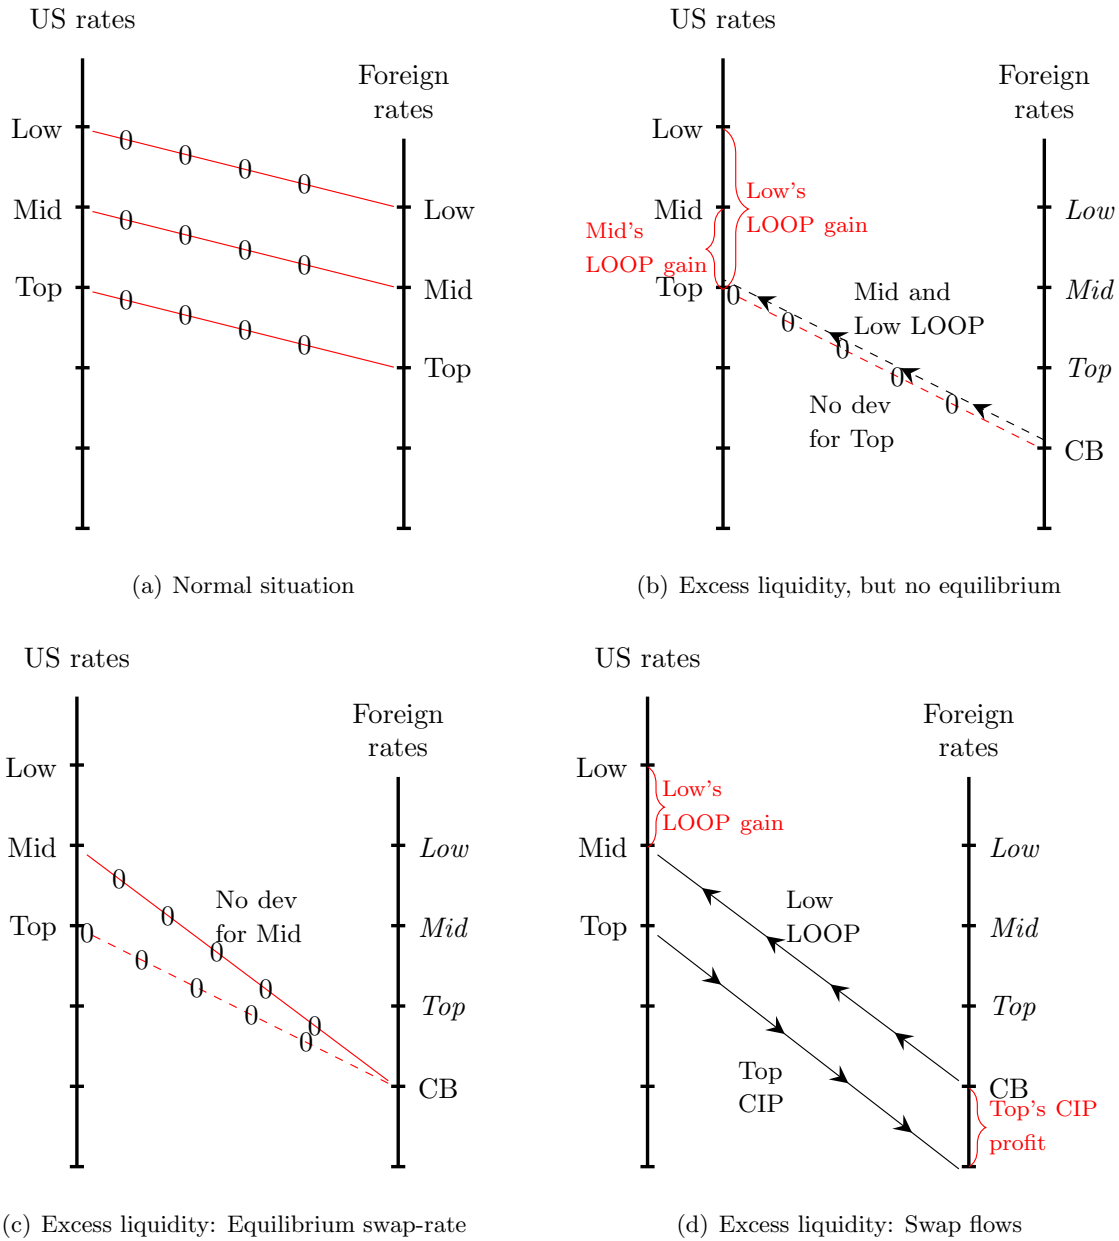 US rates
Foreign
rates
Low
Mid
Top
Low
Mid
Top
0 0 0 0
0 0 0 0
0 0 0 0
(a) Normal situation
US rates
Foreign
rates
Low
Mid
Top
Low's
LOOP gain
Mid's
LOOP gain
Mid and
Low LOOP
No dev
for Top
0 0 0 0 0
Low
Mid
Top
CB
(b) Excess liquidity, but no equilibrium
US rates
Foreign
rates
Low
Mid
Top
No dev
for Mid
0 0 0 0 0
0 0 0 0 0
Low
Mid
Top
CB
(c) Excess liquidity: Equilibrium swap-rate
US rates
Foreign
rates
Low
Mid
Top
Low's
LOOP gain
Low
LOOP
Top
CIP
Low
Mid
Top
CB
Top's CIP
profit
(d) Excess liquidity: Swap flows